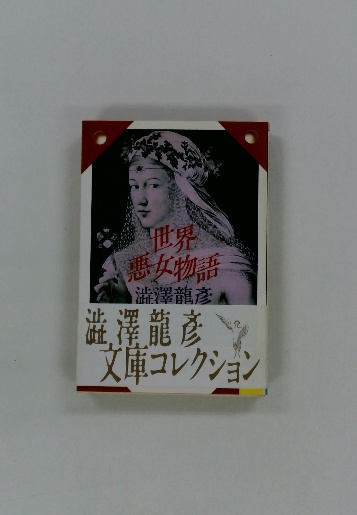 世界
悪女物語
澁澤龍彦
澁澤龍彦
文庫コレクション